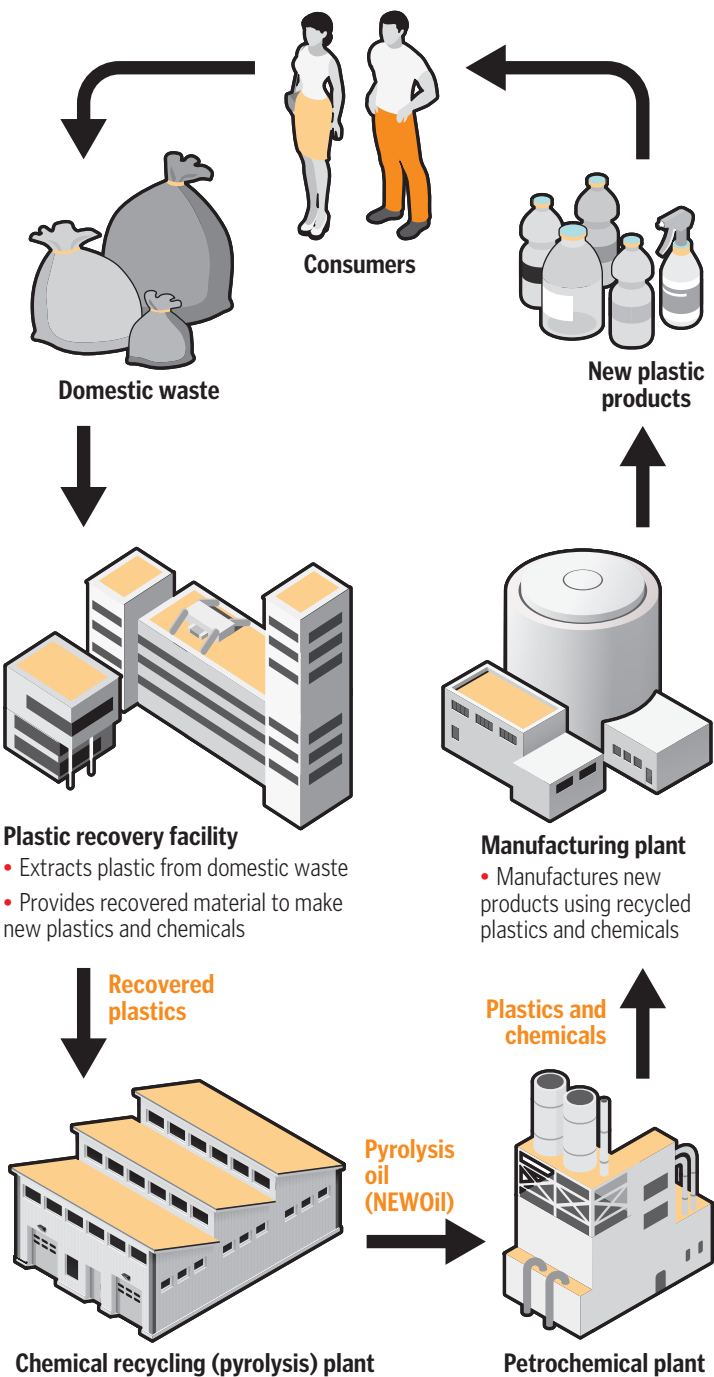 Consumers
Domestic waste
New plastic
products
Plastic recovery facility
• Extracts plastic from domestic waste
• Provides recovered material to make
new plastics and chemicals
Manufacturing plant
• Manufactures new
products using recycled
plastics and chemicals
Recovered
plastics
Plastics and
chemicals
Pyrolysis
oil
(NEWOil)
Chemical recycling (pyrolysis) plant
Petrochemical plant